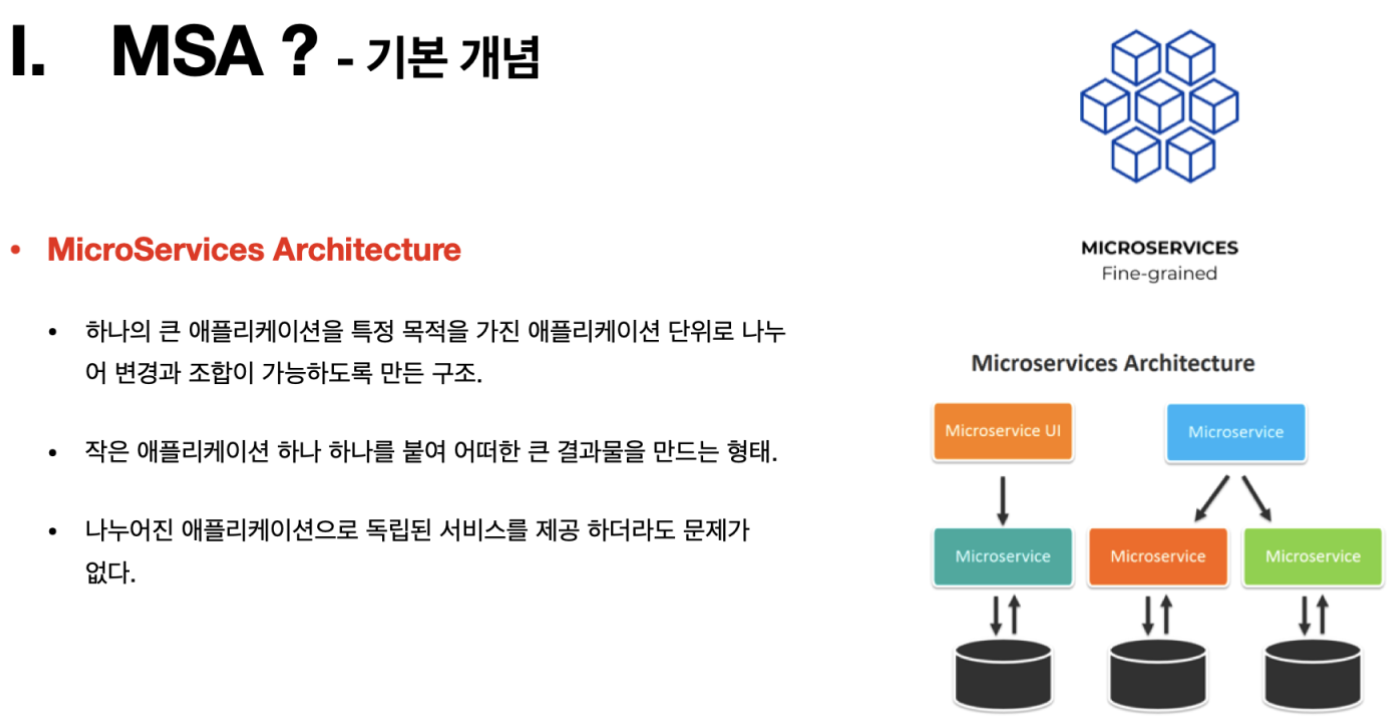 I. MSA ? - 기본 개념
• MicroServices Architecture
• 하나의 큰 애플리케이션을 특정 목적을 가진 애플리케이션 단위로 나누
어 변경과 조합이 가능하도록 만든 구조.
• 작은 애플리케이션 하나 하나를 붙여 어떠한 큰 결과물을 만드는 형태.
• 나누어진 애플리케이션으로 독립된 서비스를 제공 하더라도 문제가
없다.
MICROSERVICES
Fine-grained
Microservices Architecture
Microservice UI
Microservice
Microservice
Microservice
Microservice